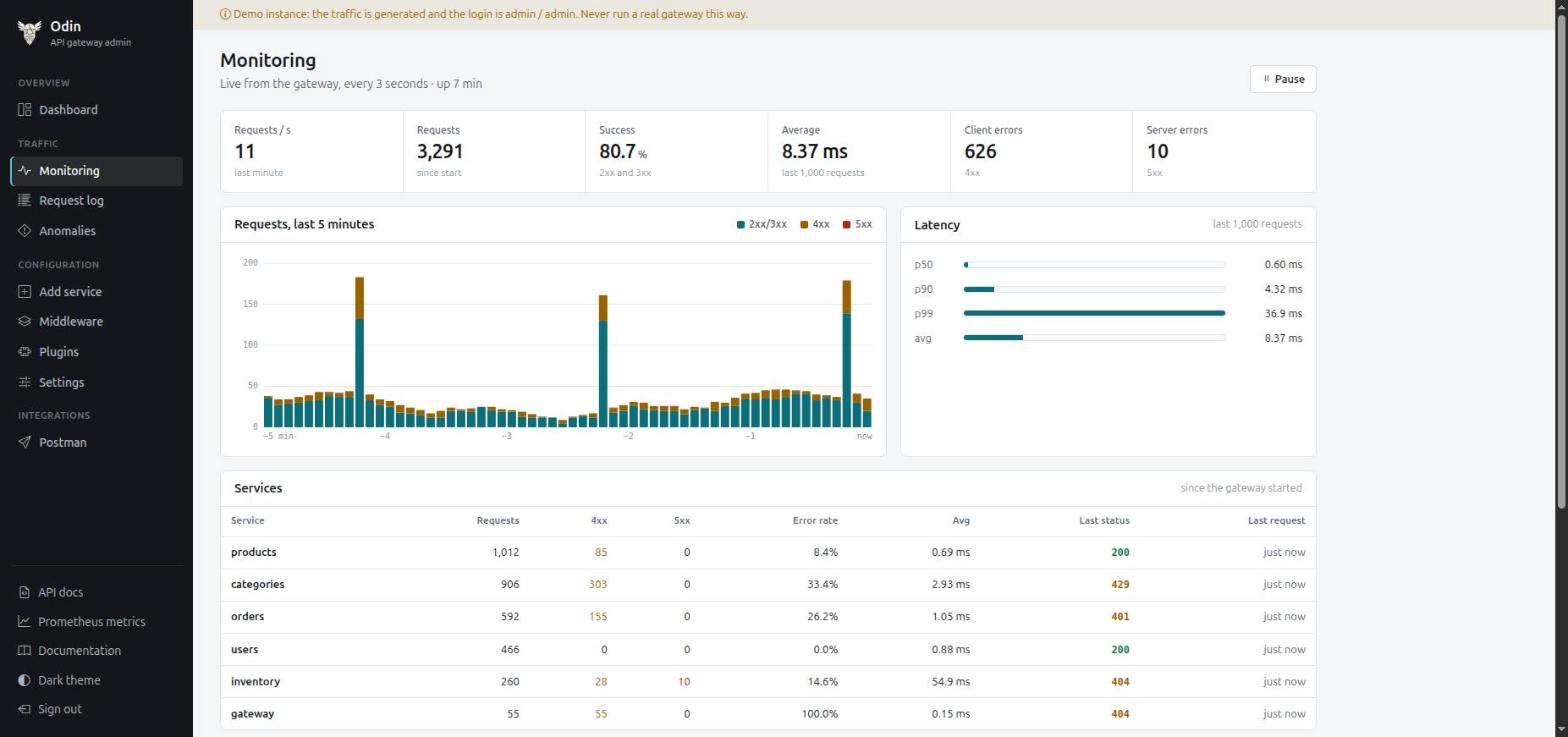 Odin
API gateway admin
OVERVIEW
Dashboard
TRAFFIC
Monitoring
Request log
Anomalies
CONFIGURATION
Add service
Middleware
Plugins
Settings
INTEGRATIONS
Postman
API docs
Prometheus metrics
Documentation
Dark theme
Sign out
Demo instance: the traffic is generated and the login is admin / admin. Never run a real gateway this way.
Monitoring
Live from the gateway, every 3 seconds · up 7 min
Pause
Requests / s
11
last minute
Requests
3,291
since start
Success
80.7 %
2xx and 3xx
Average
8.37 ms
last 1,000 requests
Client errors
626
4xx
Server errors
10
5xx
Requests, last 5 minutes
2xx/3xx 4xx 5xx
200
150
100
50
0
−5 min −4 −3 −2 −1 now
Latency last 1,000 requests
p50 0.60 ms
p90 4.32 ms
p99 36.9 ms
avg 8.37 ms
Services since the gateway started
Service Requests 4xx 5xx Error rate Avg Last status Last request
products 1,012 85 0 8.4% 0.69 ms 200 just now
categories 906 303 0 33.4% 2.93 ms 429 just now
orders 592 155 0 26.2% 1.05 ms 401 just now
users 466 0 0 0.0% 0.88 ms 200 just now
inventory 260 28 10 14.6% 54.9 ms 404 just now
gateway 55 55 0 100.0% 0.15 ms 404 just now